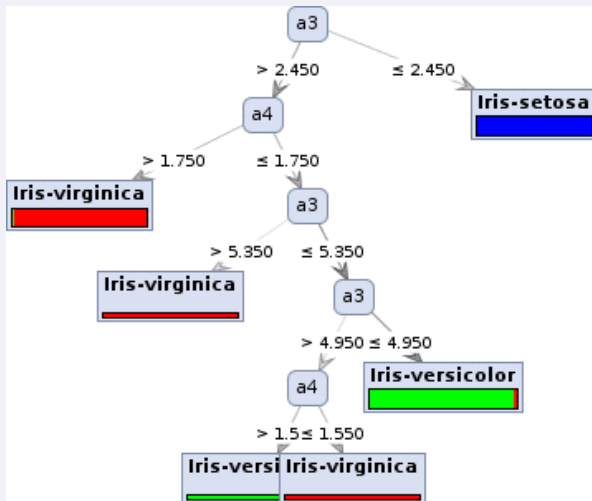 a3
> 2.450
≤ 2.450
Iris-setosa
a4
> 1.750
≤ 1.750
Iris-virginica
a3
> 5.350
≤ 5.350
Iris-virginica
a3
> 4.950
≤ 4.950
Iris-versicolor
a4
> 1.5
≤ 1.550
Iris-versi
Iris-virginica